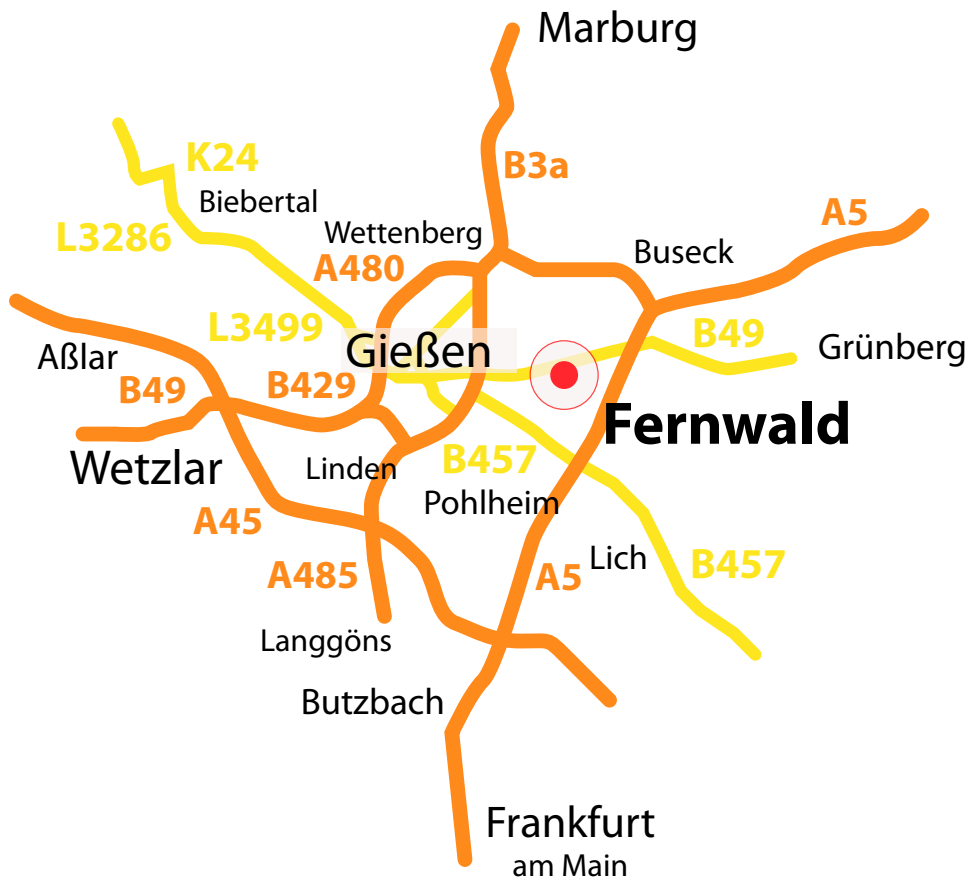 Marburg
K24
B3a
Biebertal
A5
L3286
Wettenberg
Buseck
A480
L3499
B49
Gießen
Grünberg
Aßlar
B49
B429
Fernwald
Wetzlar
Linden
B457
Pohlheim
A45
Lich
B457
A485
A5
Langgöns
Butzbach
Frankfurt
am Main